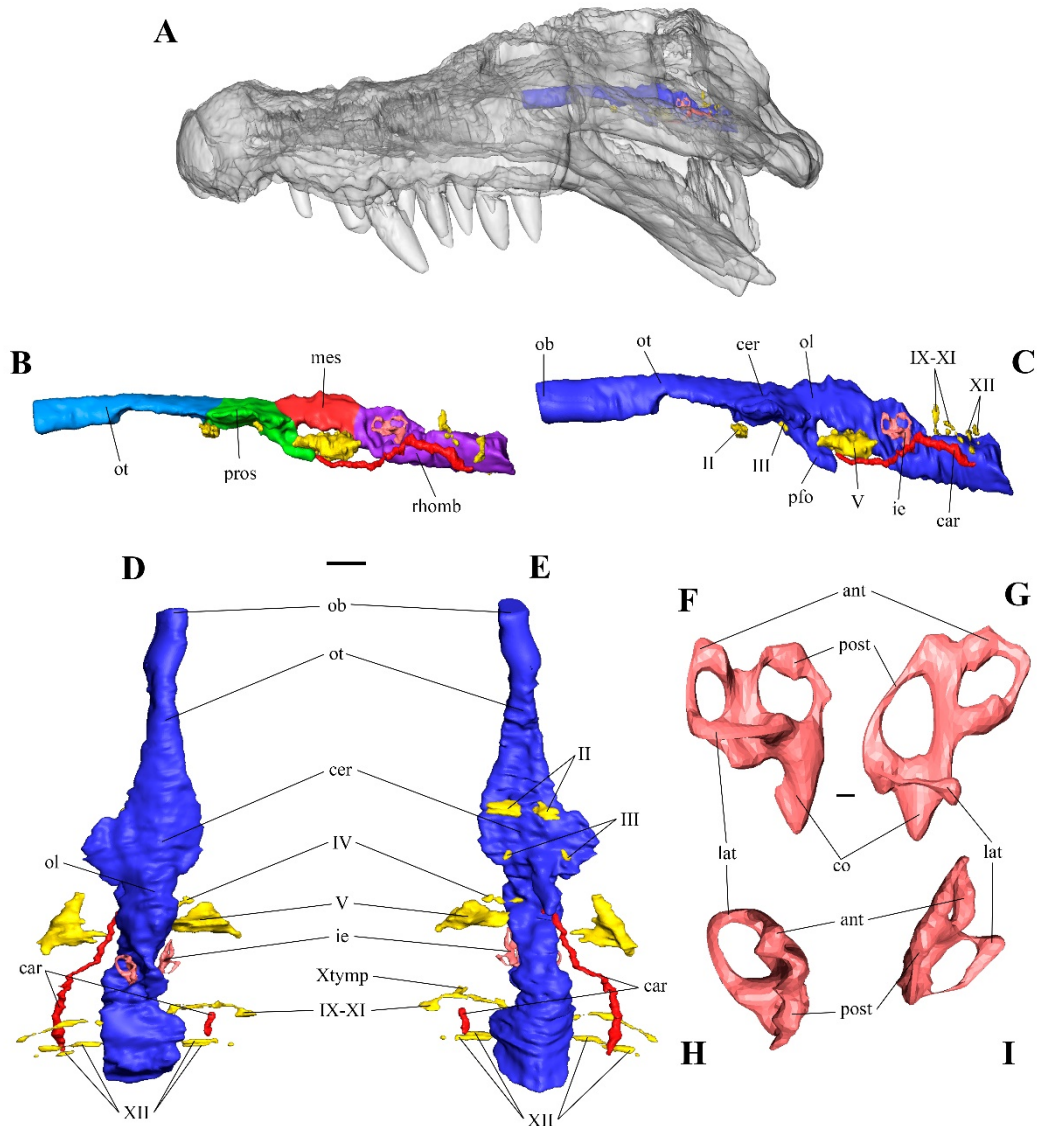 A
B
mes
ot
pros
rhomb
C
ob
ot
cer
ol
IX-XI
XII
II
III
pfo
V
ie
car
D
E
ob
ot
cer
II
III
ol
IV
V
ie
car
Xtymp
car
IX-XI
XII
XII
F
G
ant
post
lat
co
lat
ant
post
H
I